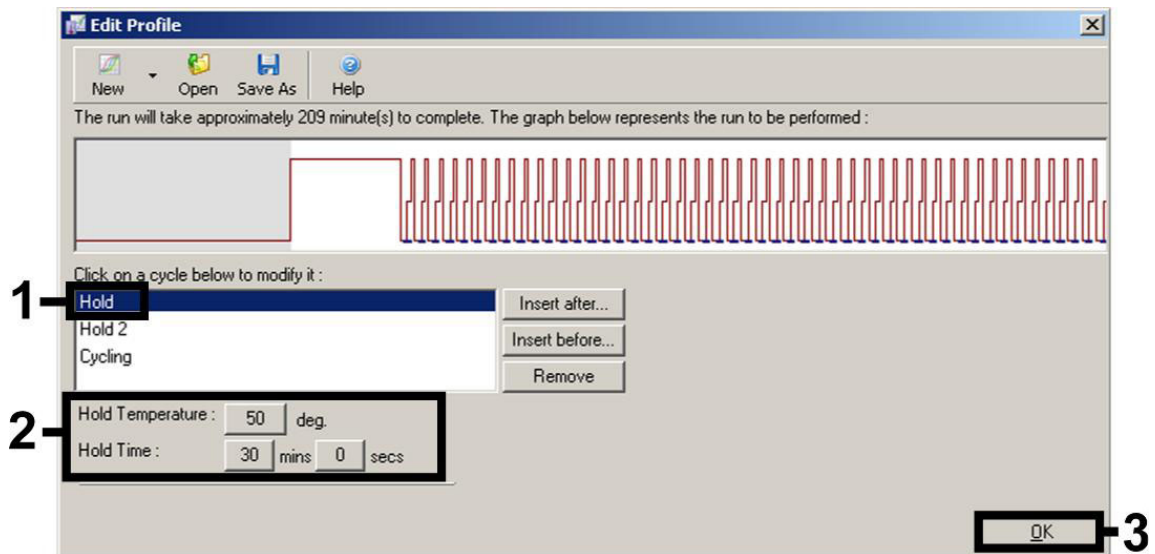 Edit Profile
New Open Save As Help
The run will take approximately 209 minute(s) to complete. The graph below represents the run to be performed :
Click on a cycle below to modify it :
1 Hold Insert after...
Hold 2 Insert before...
Cycling
Remove
2 Hold Temperature : 50 deg.
Hold Time : 30 mins 0 secs
OK 3